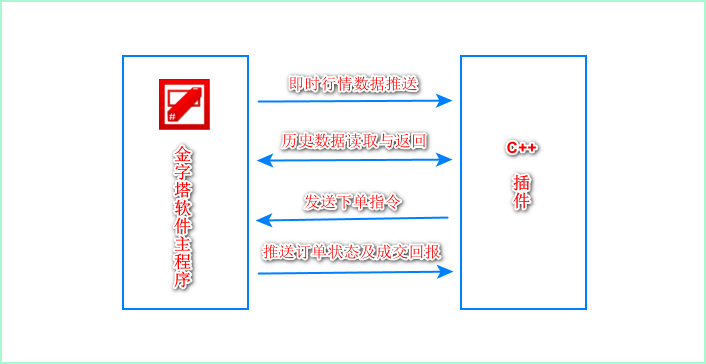 即时行情数据推送
历史数据读取与返回
发送下单指令
推送订单状态及成交回报
#
金字塔软件主程序
C++
插件